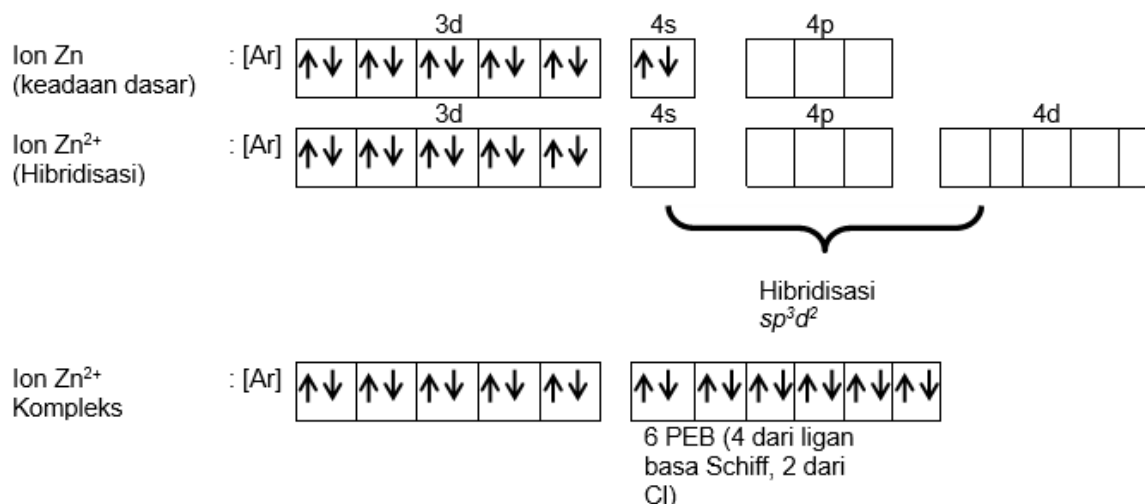 3d 4s 4p
Ion Zn : [Ar] ↑↓ ↑↓ ↑↓ ↑↓ ↑↓ ↑↓
(keadaan dasar)
3d 4s 4p 4d
Ion Zn²⁺ : [Ar] ↑↓ ↑↓ ↑↓ ↑↓ ↑↓
(Hibridisasi)
Hibridisasi
sp³d²
Ion Zn²⁺ : [Ar] ↑↓ ↑↓ ↑↓ ↑↓ ↑↓ ↑↓ ↑↓ ↑↓ ↑↓ ↑↓ ↑↓
Kompleks
6 PEB (4 dari ligan
basa Schiff, 2 dari
Cl)